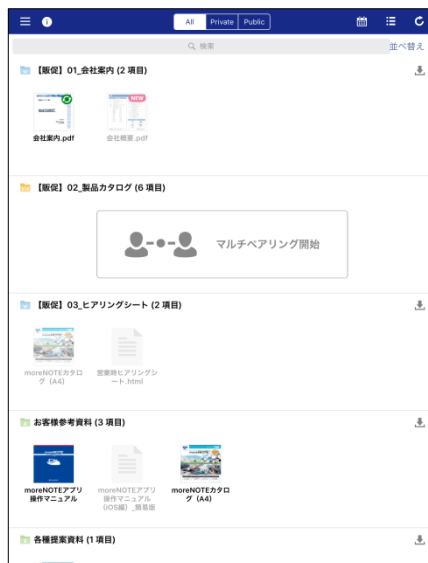 All Private Public
検索
並べ替え
【販促】01_会社案内 (2 項目)
NEW
会社案内.pdf
会社概要.pdf
【販促】02_製品カタログ (6 項目)
マルチペアリング開始
【販促】03_ヒアリングシート (2 項目)
moreNOTEカタロ
グ (A4)
営業時ヒアリングシ
ート.html
お客様参考資料 (3 項目)
moreNOTEアプリ
操作マニュアル
moreNOTEアプリ
操作マニュアル
(iOS編) _簡易版
moreNOTEカタロ
グ (A4)
各種提案資料 (1 項目)